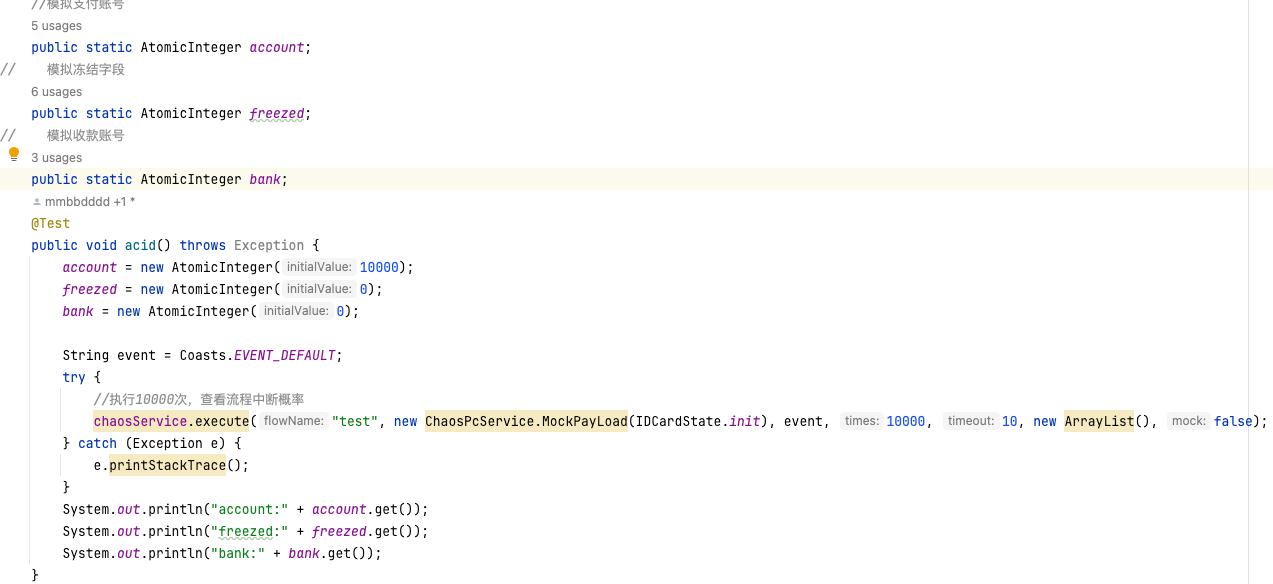 //模拟支付账号
5 usages
public static AtomicInteger account;
// 模拟冻结字段
6 usages
public static AtomicInteger freezed;
// 模拟收款账号
3 usages
public static AtomicInteger bank;
mmbbdddd +1 *
@Test
public void acid() throws Exception {
account = new AtomicInteger( initialValue: 10000);
freezed = new AtomicInteger( initialValue: 0);
bank = new AtomicInteger( initialValue: 0);
String event = Coasts.EVENT_DEFAULT;
try {
//执行10000次，查看流程中断概率
chaosService.execute( flowName: "test", new ChaosPcService.MockPayLoad(IDCardState.init), event, times: 10000, timeout: 10, new ArrayList(), mock: false);
} catch (Exception e) {
e.printStackTrace();
}
System.out.println("account:" + account.get());
System.out.println("freezed:" + freezed.get());
System.out.println("bank:" + bank.get());
}